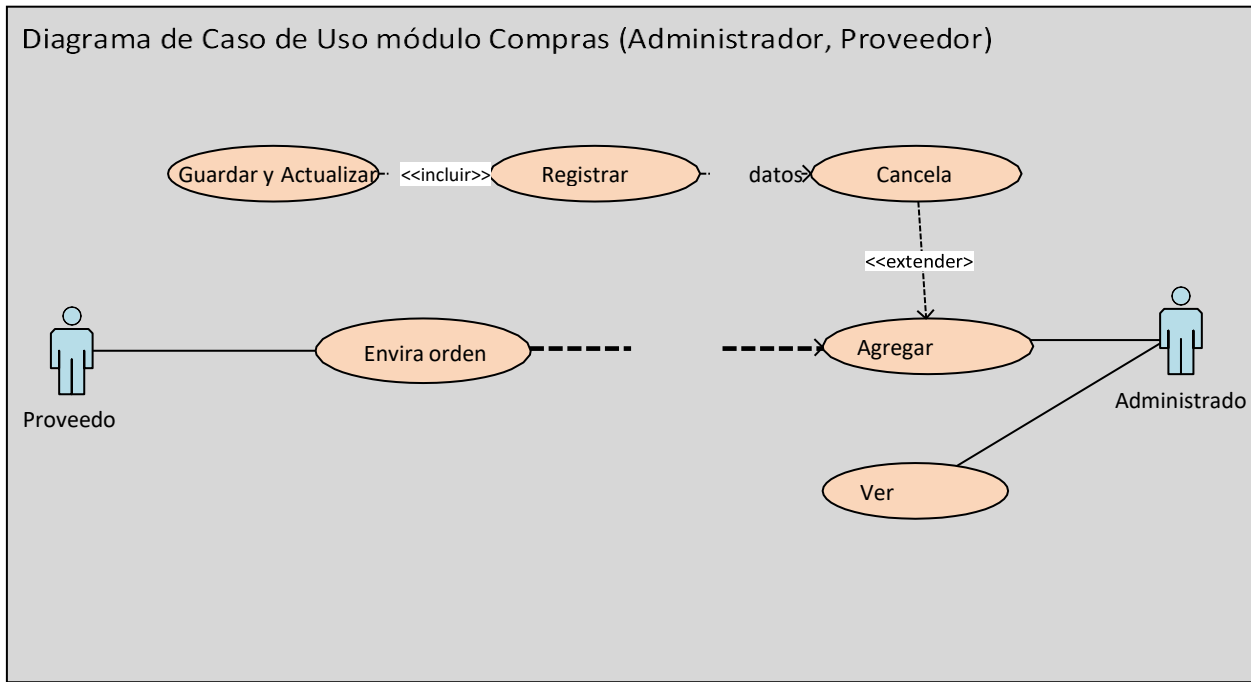 Diagrama de Caso de Uso módulo Compras (Administrador, Proveedor)
Guardar y Actualizar
<<incluir>>
Registrar
datos
Cancela
<<extender>
Envira orden
Agregar
Proveedo
Administrado
Ver